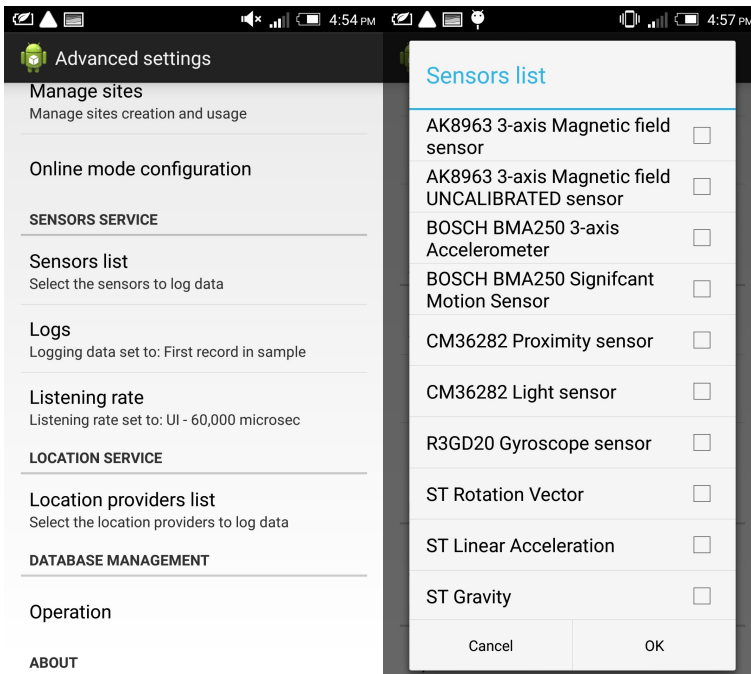 4:54 PM
Advanced settings
Manage sites
Manage sites creation and usage
Online mode configuration
SENSORS SERVICE
Sensors list
Select the sensors to log data
Logs
Logging data set to: First record in sample
Listening rate
Listening rate set to: UI - 60,000 microsec
LOCATION SERVICE
Location providers list
Select the location providers to log data
DATABASE MANAGEMENT
Operation
ABOUT
4:57 PM
Sensors list
AK8963 3-axis Magnetic field
sensor
AK8963 3-axis Magnetic field
UNCALIBRATED sensor
BOSCH BMA250 3-axis
Accelerometer
BOSCH BMA250 Signifcant
Motion Sensor
CM36282 Proximity sensor
CM36282 Light sensor
R3GD20 Gyroscope sensor
ST Rotation Vector
ST Linear Acceleration
ST Gravity
Cancel
OK